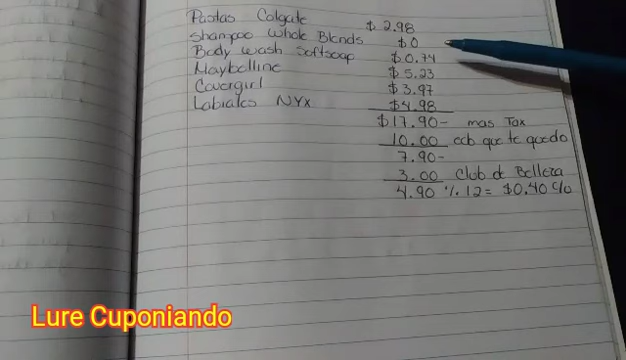 Pastas Colgate $ 2.98
Shampoo Whole Blends $0
Body wash Softsoap $0.74
Maybelline $5.23
Covergirl $3.97
Labiales NYX $4.98
$17.90- mas Tax
10.00 ecb que te quedo
7.90-
3.00 Club de Belleza
4.90 % 12 = $0.40 c/o
Lure Cuponiando